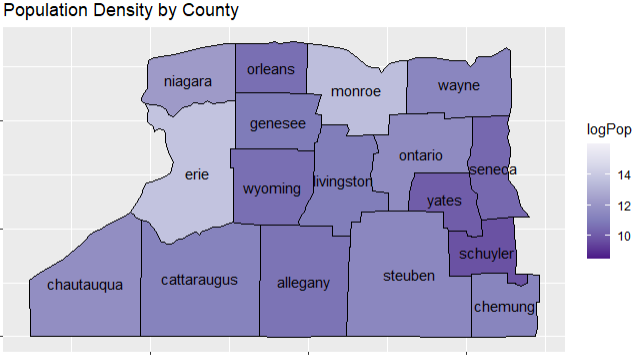 Population Density by County
niagara
orleans
monroe
wayne
genesee
erie
wyoming
livingston
ontario
seneca
yates
schuyler
chautauqua
cattaraugus
allegany
steuben
chemung
logPop
14
12
10